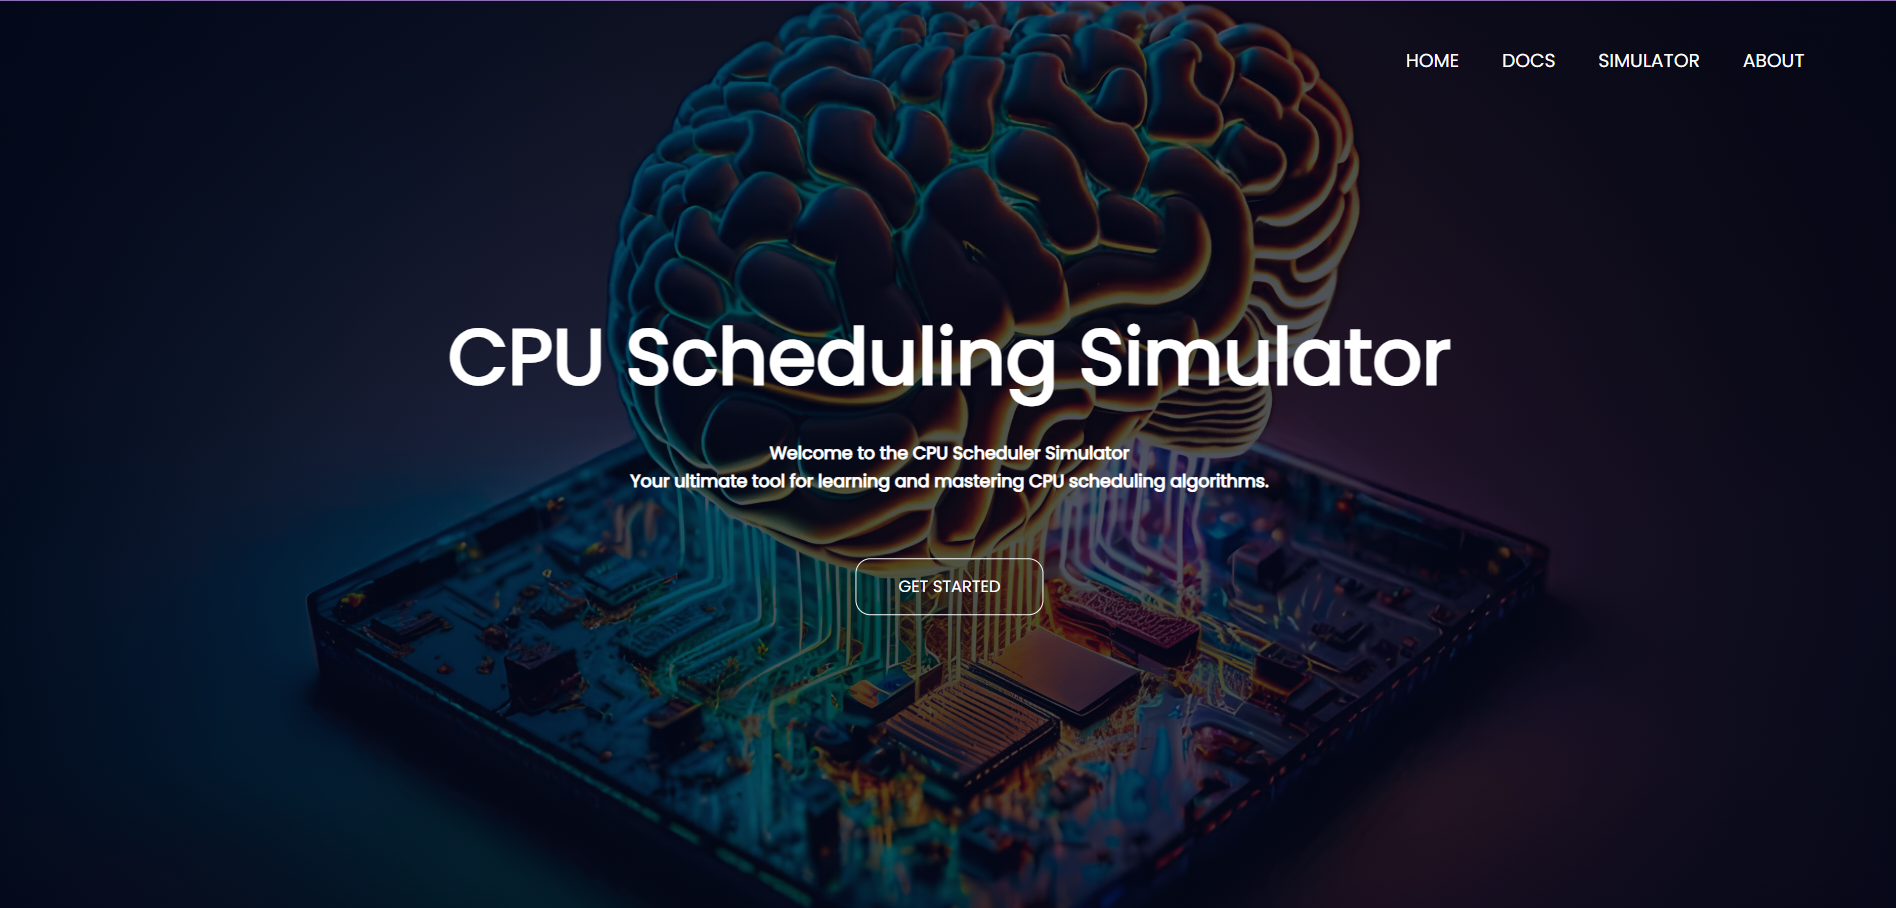 HOME DOCS SIMULATOR ABOUT
CPU Scheduling Simulator
Welcome to the CPU Scheduler Simulator
Your ultimate tool for learning and mastering CPU scheduling algorithms.
GET STARTED